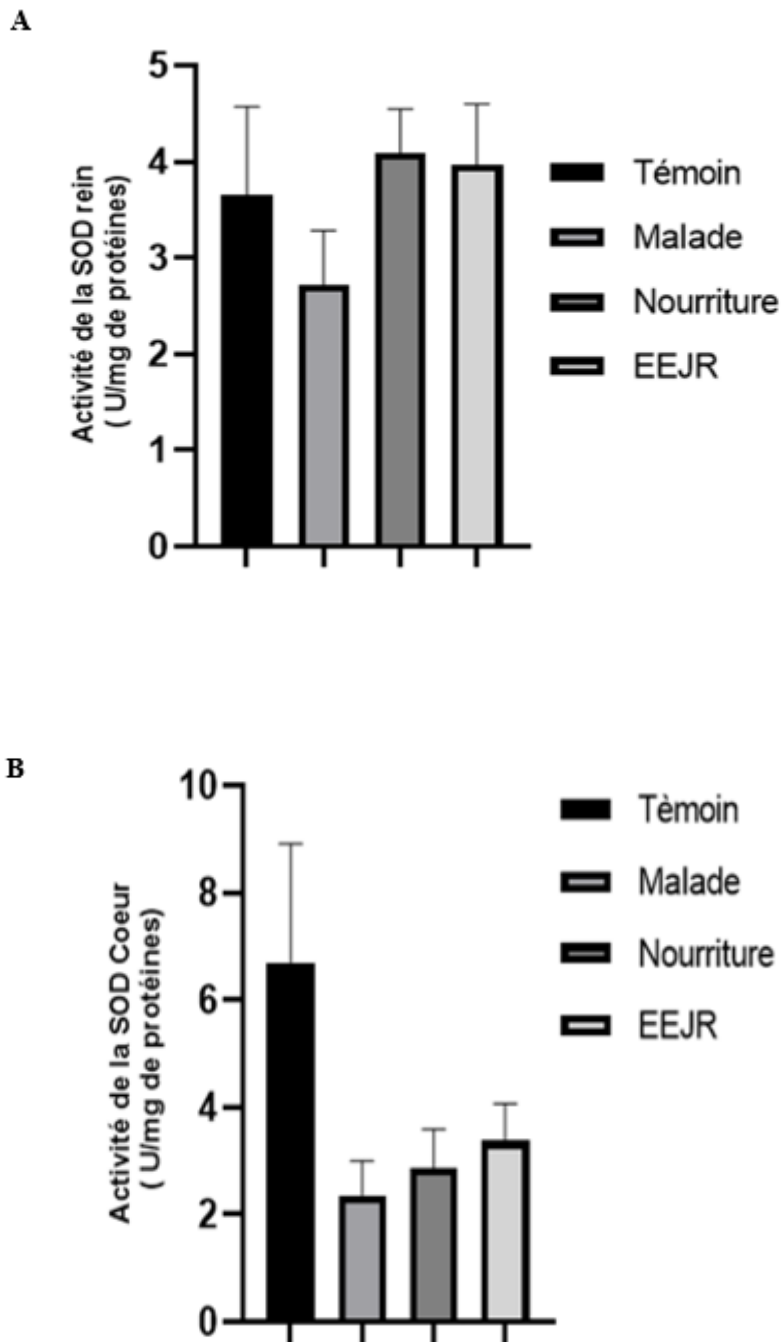 A
Activité de la SOD rein
( U/mg de protéines)
5
4
3
2
1
0
Témoin
Malade
Nourriture
EEJR
B
Activité de la SOD Coeur
( U/mg de protéines)
10
8
6
4
2
0
Tèmoin
Malade
Nourriture
EEJR